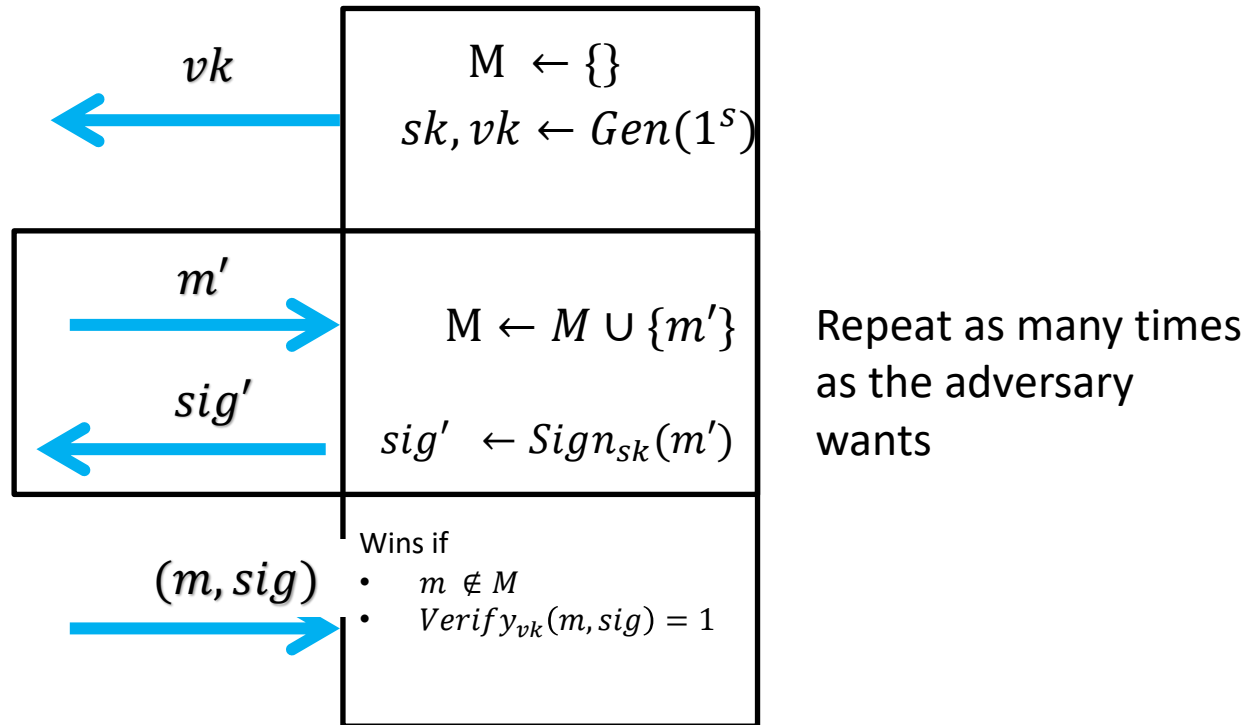 vk
M ← {}
sk, vk ← Gen(1^s)
m′
M ← M ∪ {m′}
sig′
sig′ ← Sign_sk(m′)
Repeat as many times
as the adversary
wants
(m, sig)
Wins if
• m ∉ M
• Verify_vk(m, sig) = 1